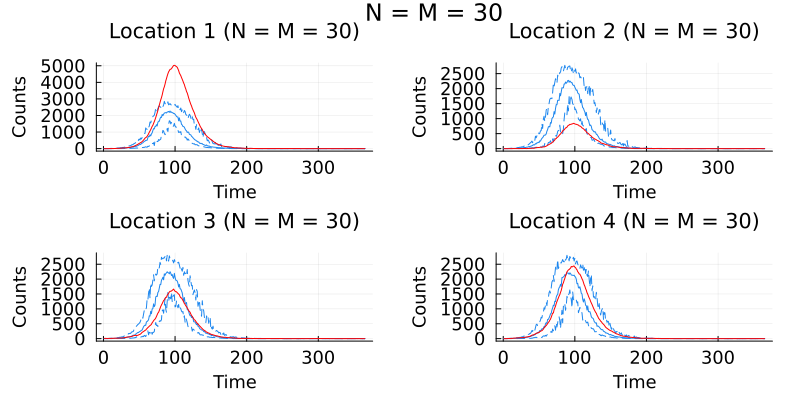 N = M = 30
Location 1 (N = M = 30)
Counts
5000
4000
3000
2000
1000
0
0 100 200 300
Time
Location 2 (N = M = 30)
Counts
2500
2000
1500
1000
500
0
0 100 200 300
Time
Location 3 (N = M = 30)
Counts
2500
2000
1500
1000
500
0
0 100 200 300
Time
Location 4 (N = M = 30)
Counts
2500
2000
1500
1000
500
0
0 100 200 300
Time